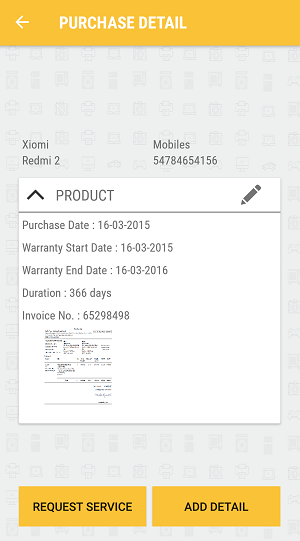 PURCHASE DETAIL
Xiomi
Mobiles
Redmi 2
54784654156
PRODUCT
Purchase Date : 16-03-2015
Warranty Start Date : 16-03-2015
Warranty End Date : 16-03-2016
Duration : 366 days
Invoice No. : 65298498
REQUEST SERVICE
ADD DETAIL